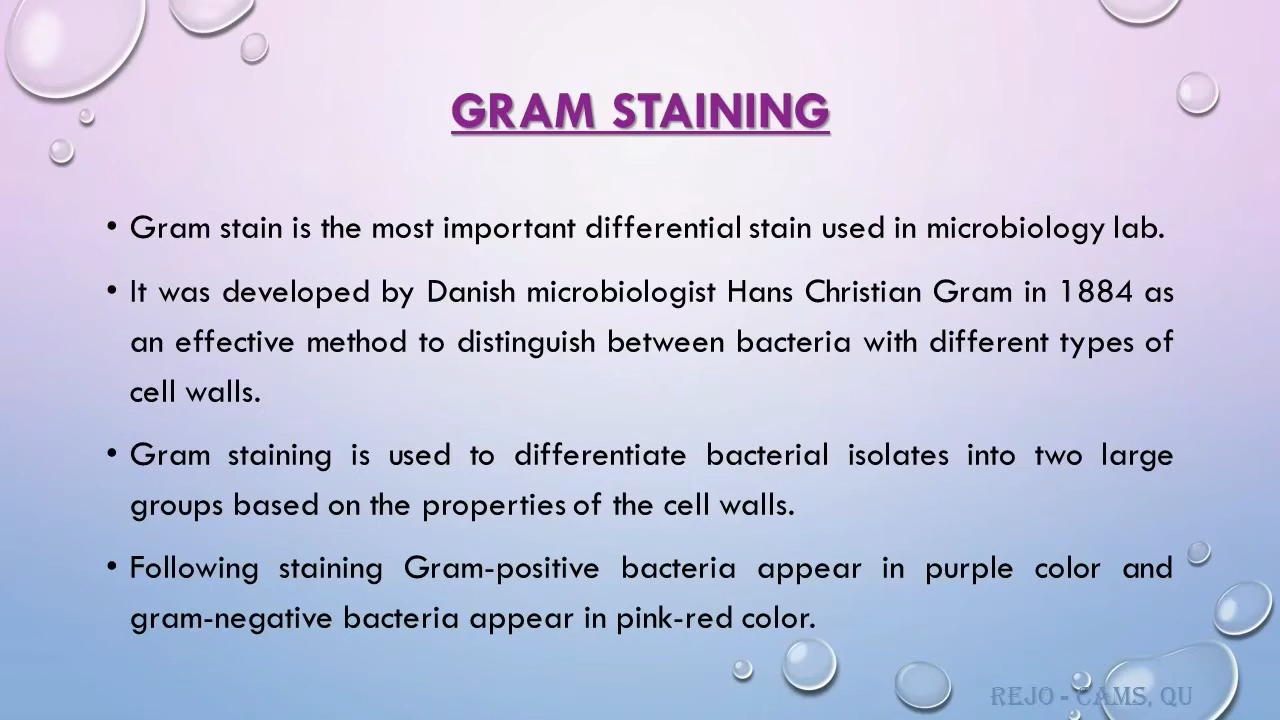 GRAM STAINING
• Gram stain is the most important differential stain used in microbiology lab.
• It was developed by Danish microbiologist Hans Christian Gram in 1884 as
an effective method to distinguish between bacteria with different types of
cell walls.
• Gram staining is used to differentiate bacterial isolates into two large
groups based on the properties of the cell walls.
• Following staining Gram-positive bacteria appear in purple color and
gram-negative bacteria appear in pink-red color.
REJO - CAMS, QU